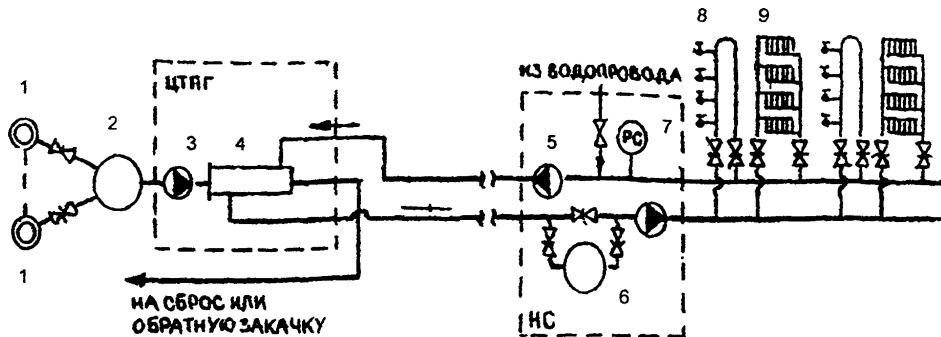 8
9
ИЗ ВОДОПРОВОДА
ЦТПГ
1
2
3
4
5
РС
7
1
6
НА СБРОС ИЛИ
ОБРАТНУЮ ЗАКАЧКУ
НС